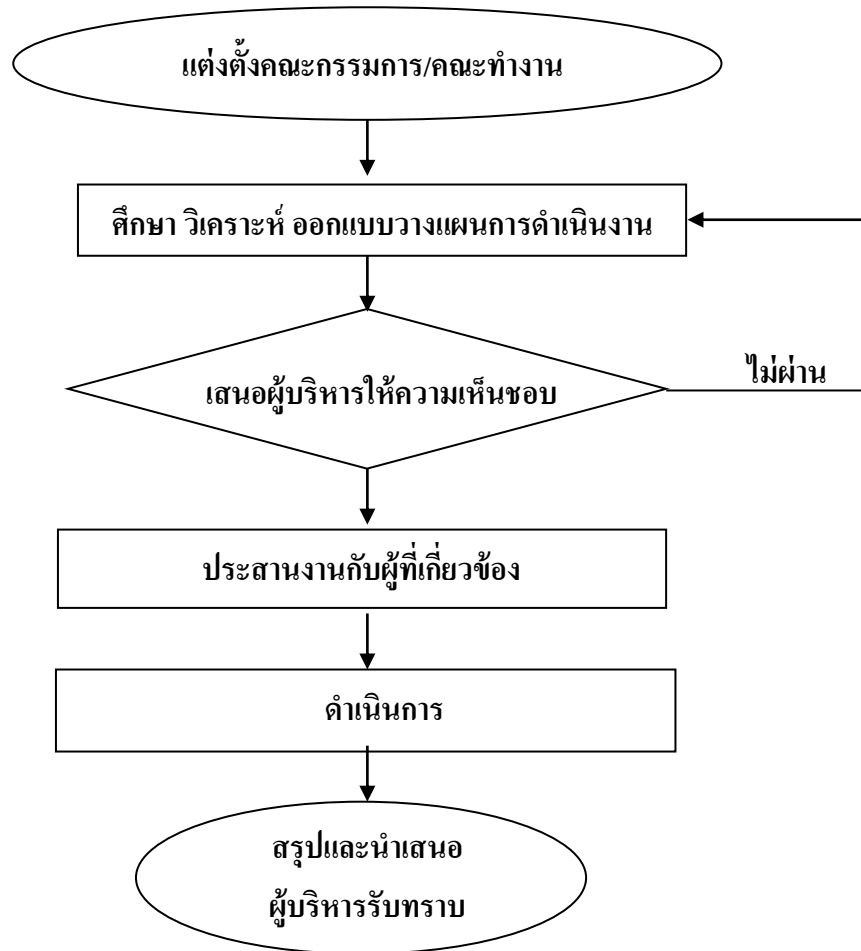 แต่งตั้งคณะกรรมการ/คณะทำงาน
ศึกษา วิเคราะห์ ออกแบบวางแผนการดำเนินงาน
เสนอผู้บริหารให้ความเห็นชอบ
ไม่ผ่าน
ประสานงานกับผู้ที่เกี่ยวข้อง
ดำเนินการ
สรุปและนำเสนอ
ผู้บริหารรับทราบ